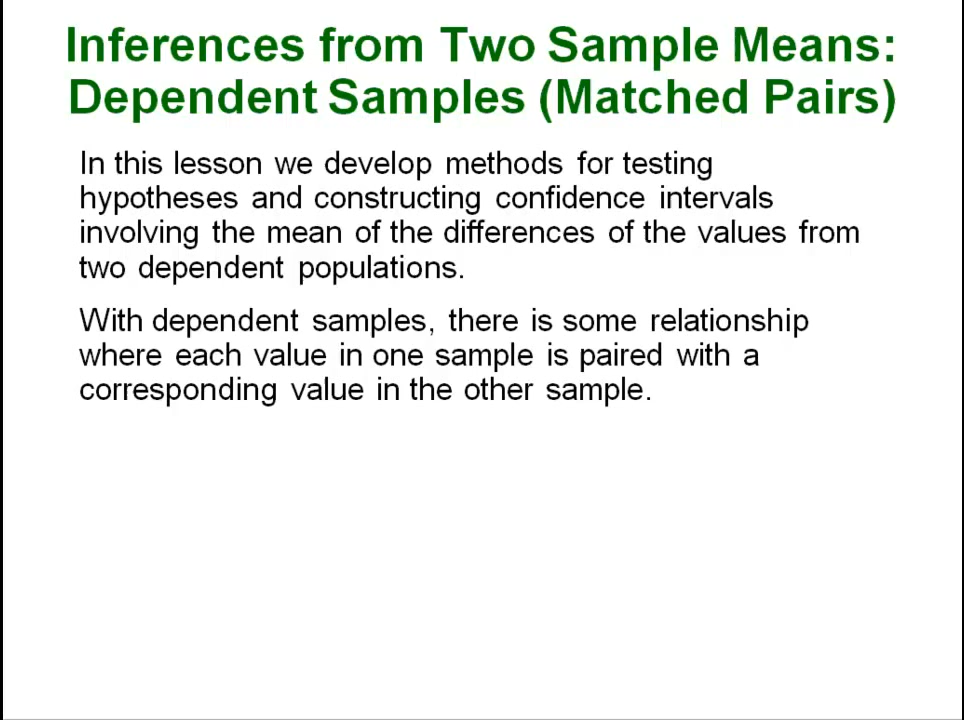 Inferences from Two Sample Means:
Dependent Samples (Matched Pairs)
In this lesson we develop methods for testing
hypotheses and constructing confidence intervals
involving the mean of the differences of the values from
two dependent populations.
With dependent samples, there is some relationship
where each value in one sample is paired with a
corresponding value in the other sample.